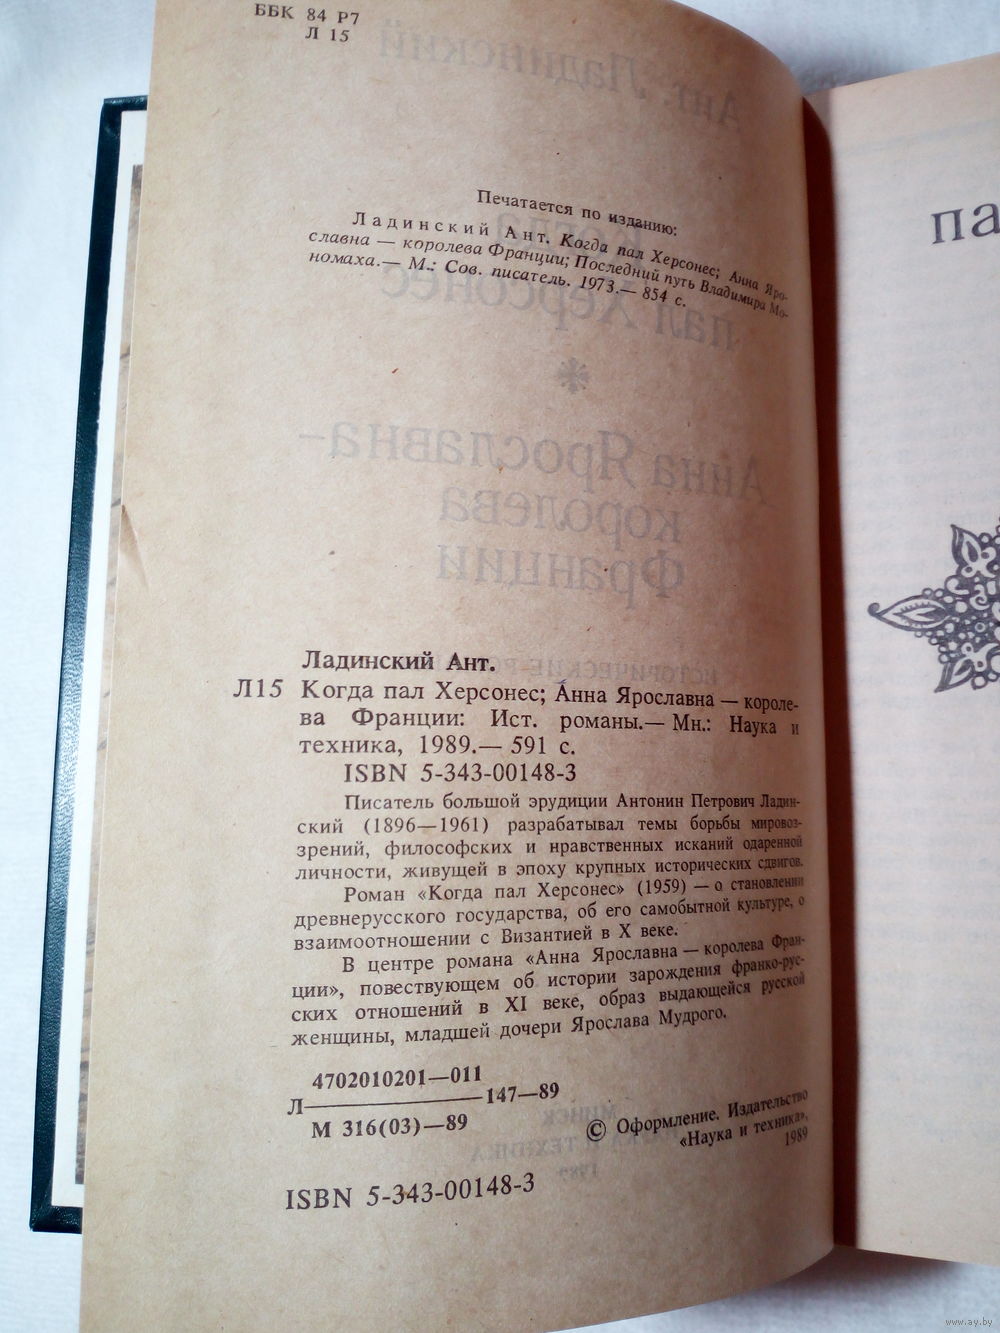 ББК 84 Р7
Л 15
Печатается по изданию:
Ладинский Ант. Когда пал Херсонес; Анна Яро-
славна — королева Франции; Последний путь Владимира Мо-
номаха.— М.: Сов. писатель. 1973.— 854 с.
Ладинский Ант.
Л15 Когда пал Херсонес; Анна Ярославна — короле-
ва Франции: Ист. романы.— Мн.: Наука и
техника, 1989.— 591 с.
ISBN 5-343-00148-3
Писатель большой эрудиции Антонин Петрович Ладин-
ский (1896—1961) разрабатывал темы борьбы мировоз-
зрений, философских и нравственных исканий одаренной
личности, живущей в эпоху крупных исторических сдвигов.
Роман «Когда пал Херсонес» (1959) — о становлении
древнерусского государства, об его самобытной культуре, о
взаимоотношении с Византией в X веке.
В центре романа «Анна Ярославна — королева Фран-
ции», повествующем об истории зарождения франко-рус-
ских отношений в XI веке, образ выдающейся русской
женщины, младшей дочери Ярослава Мудрого.
4702010201—011
Л 147—89
М 316(03)—89
© Оформление. Издательство
«Наука и техника»,
1989
ISBN 5-343-00148-3
па
www.ay.by